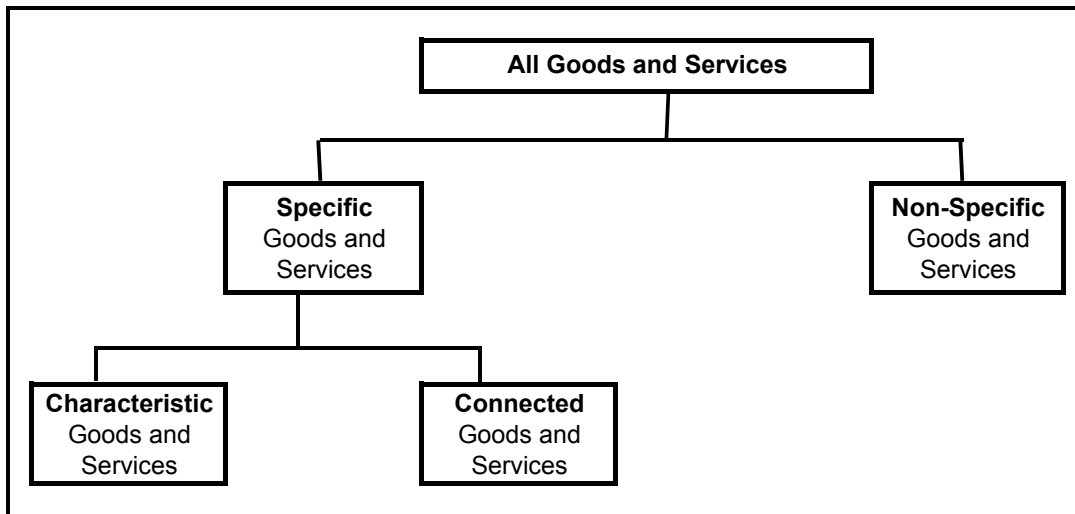 All Goods and Services
Specific
Goods and
Services
Non-Specific
Goods and
Services
Characteristic
Goods and
Services
Connected
Goods and
Services